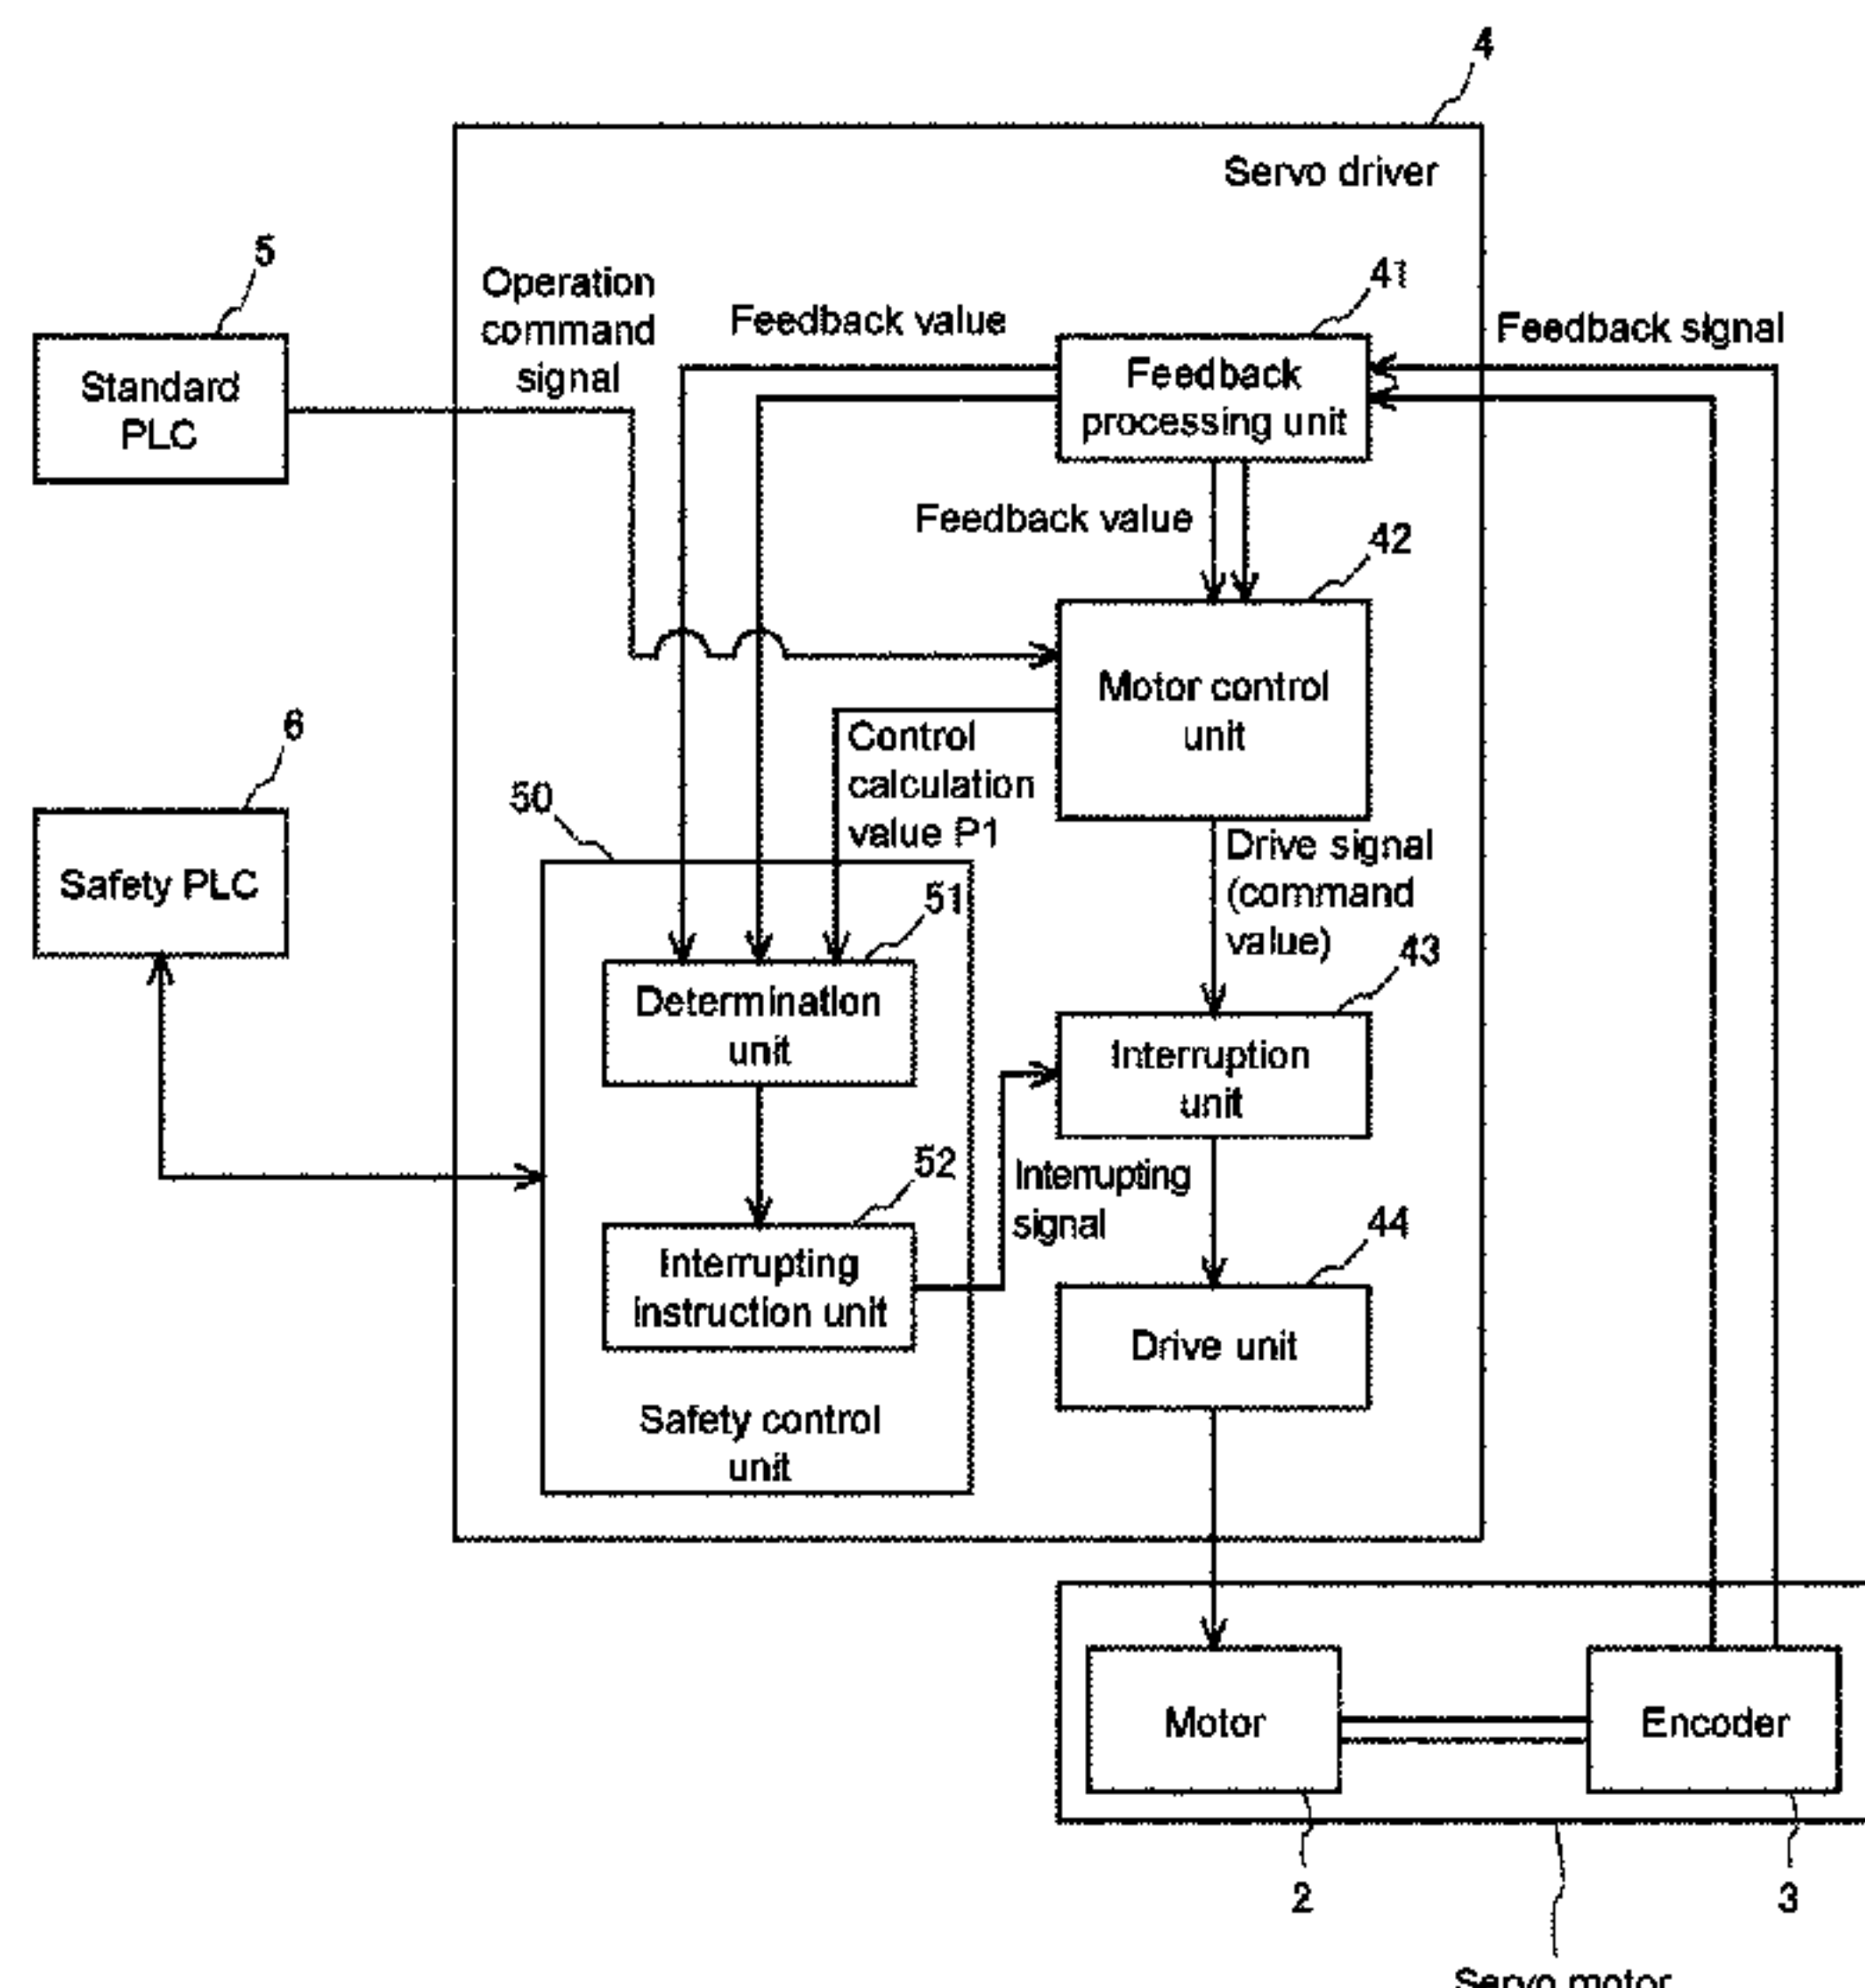 4
Servo driver
5
Operation
command
signal
Feedback value
41
Feedback signal
Standard
PLC
Feedback
processing unit
Feedback value
42
Motor control
unit
6
Control
calculation
value P1
50
Safety PLC
Drive signal
(command
value)
51
43
Determination
unit
Interruption
unit
52
Interrupting
signal
44
Interrupting
instruction unit
Drive unit
Safety control
unit
Motor
Encoder
2
3
Servo motor